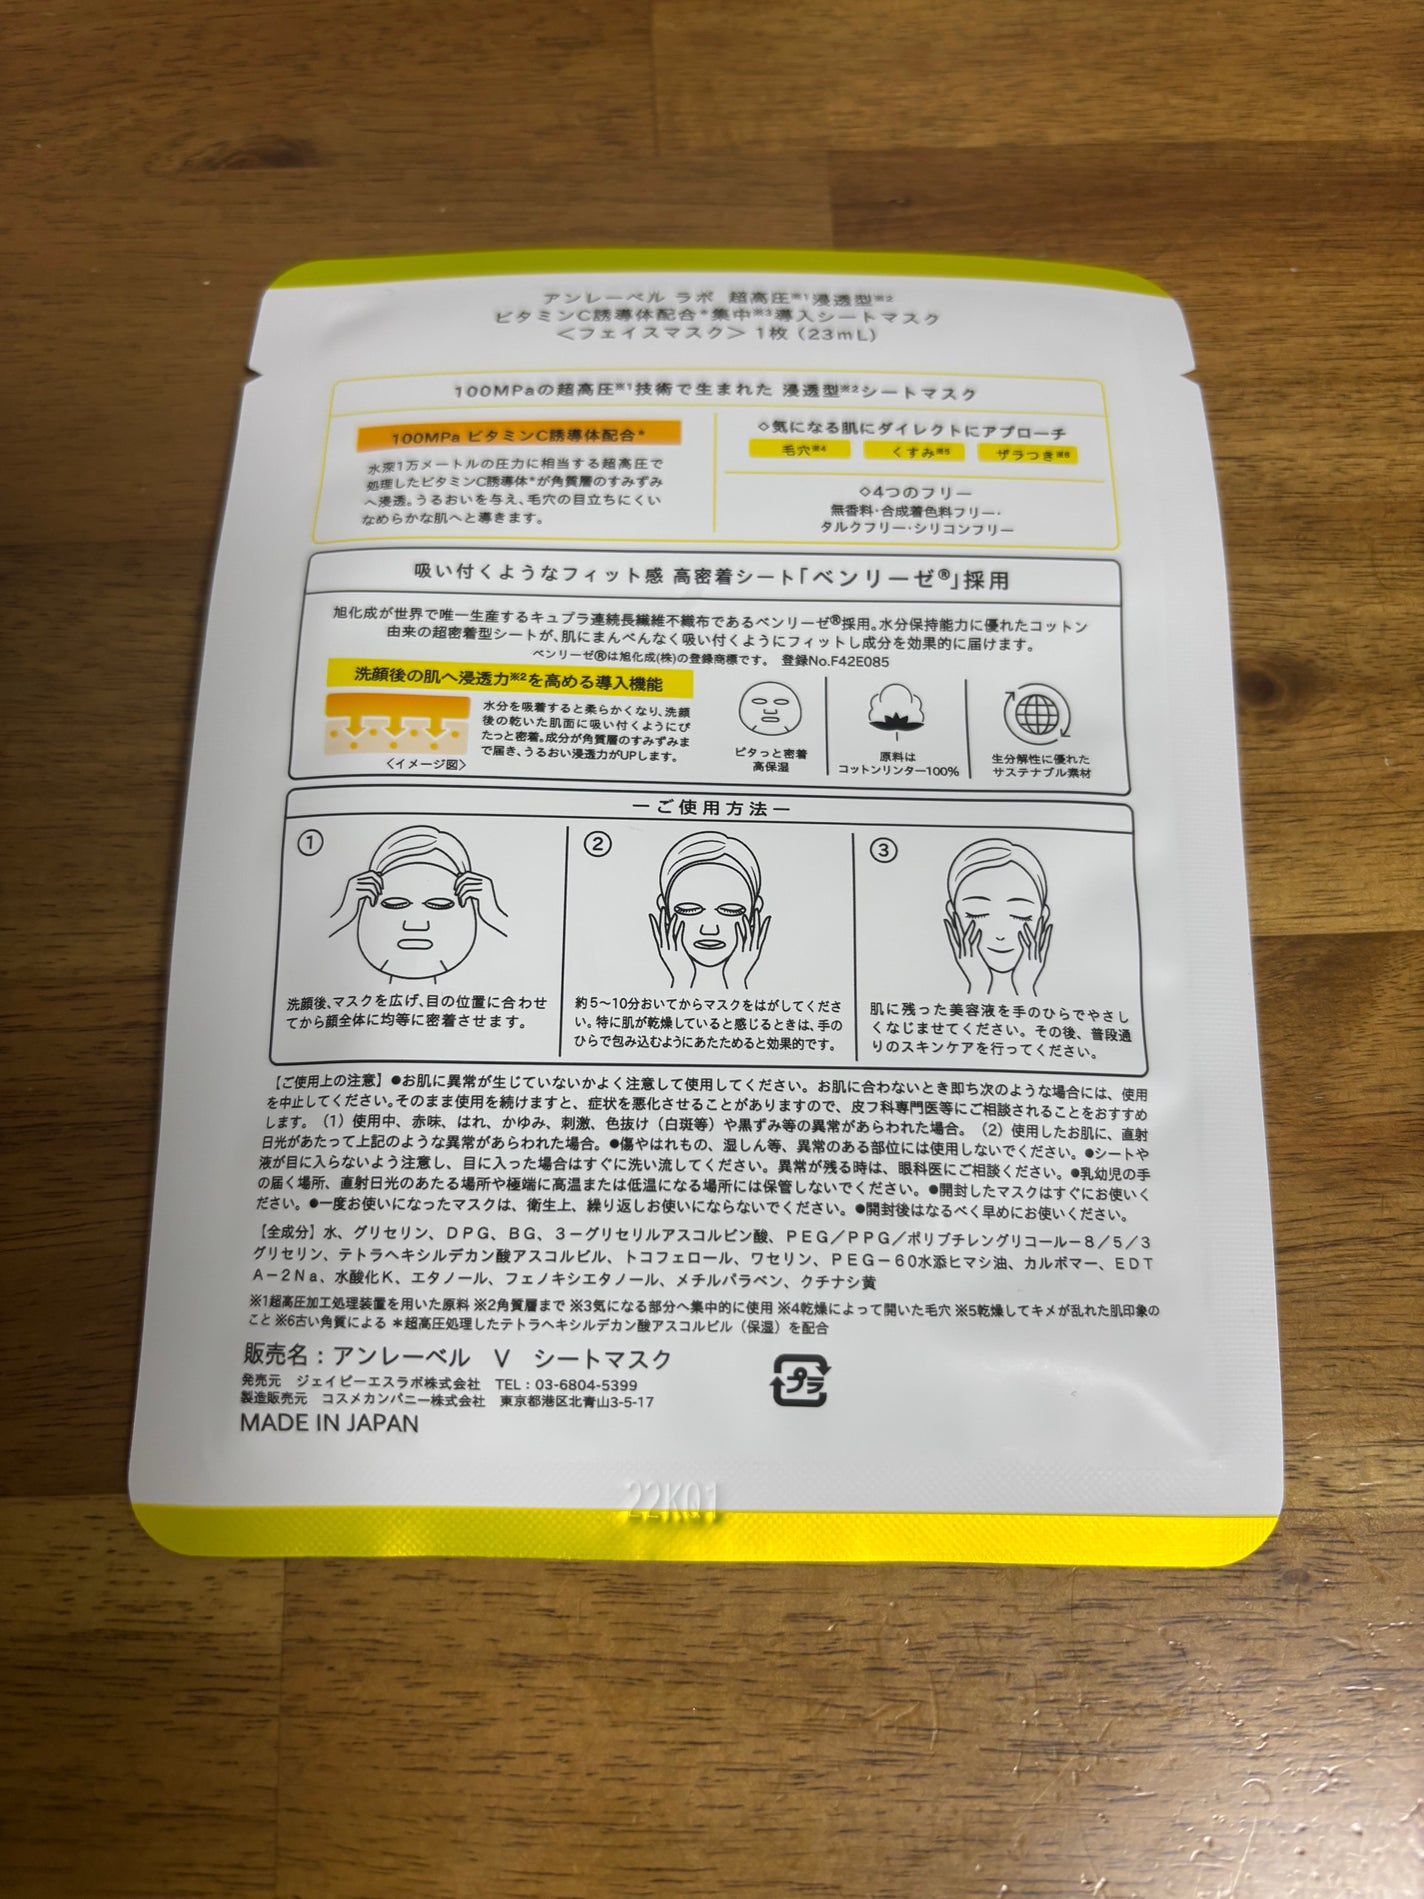 アンレーベル ラボ 超高圧※1浸透型※2
ビタミンC誘導体配合*集中※3導入シートマスク
＜フェイスマスク＞ 1枚（23mL）
100MPaの超高圧※1技術で生まれた 浸透型※2シートマスク
100MPa ビタミンC誘導体配合*
水深1万メートルの圧力に相当する超高圧で
処理したビタミンC誘導体*が角質層のすみずみ
へ浸透。うるおいを与え、毛穴の目立ちにくい
なめらかな肌へと導きます。
◇気になる肌にダイレクトにアプローチ
毛穴※4 くすみ※5 ザラつき※6
◇4つのフリー
無香料･合成着色料フリー･
タルクフリー･シリコンフリー
吸い付くようなフィット感 高密着シート「ベンリーゼ®」採用
旭化成が世界で唯一生産するキュプラ連続長繊維不織布であるベンリーゼ®採用。水分保持能力に優れたコットン
由来の超密着型シートが、肌にまんべんなく吸い付くようにフィットし成分を効果的に届けます。
ベンリーゼ®は旭化成(株)の登録商標です。 登録No.F42E085
洗顔後の肌へ浸透力※2を高める導入機能
水分を吸着すると柔らかくなり、洗顔
後の乾いた肌面に吸い付くようにぴ
たっと密着。成分が角質層のすみずみま
で届き、うるおい浸透力がUPします。
＜イメージ図＞
ピタっと密着
高保湿
原料は
コットンリンター100%
生分解性に優れた
サステナブル素材
－ご使用方法－
①
洗顔後、マスクを広げ、目の位置に合わせ
てから顔全体に均等に密着させます。
②
約5～10分おいてからマスクをはがしてくださ
い。特に肌が乾燥していると感じるときは、手の
ひらで包み込むようにあたためると効果的です。
③
肌に残った美容液を手のひらでやさし
くなじませてください。その後、普段通
りのスキンケアを行ってください。
【ご使用上の注意】●お肌に異常が生じていないかよく注意して使用してください。お肌に合わないとき即ち次のような場合には、使用
を中止してください。そのまま使用を続けますと、症状を悪化させることがありますので、皮フ科専門医等にご相談されることをおすすめ
します。（1）使用中、赤味、はれ、かゆみ、刺激、色抜け（白斑等）や黒ずみ等の異常があらわれた場合。（2）使用したお肌に、直射
日光があたって上記のような異常があらわれた場合。●傷やはれもの、湿しん等、異常のある部位には使用しないでください。●シートや
液が目に入らないよう注意し、目に入った場合はすぐに洗い流してください。異常が残る時は、眼科医にご相談ください。●乳幼児の手
の届く場所、直射日光のあたる場所や極端に高温または低温になる場所には保管しないでください。●開封したマスクはすぐにお使いく
ださい。●一度お使いになったマスクは、衛生上、繰り返しお使いにならないでください。●開封後はなるべく早めにお使いください。
【全成分】水、グリセリン、DPG、BG、3－グリセリルアスコルビン酸、PEG／PPG／ポリブチレングリコール－8／5／3
グリセリン、テトラヘキシルデカン酸アスコルビル、トコフェロール、ワセリン、PEG－60水添ヒマシ油、カルボマー、EDT
A－2Na、水酸化K、エタノール、フェノキシエタノール、メチルパラベン、クチナシ黄
※1超高圧加工処理装置を用いた原料 ※2角質層まで ※3気になる部分へ集中的に使用 ※4乾燥によって開いた毛穴 ※5乾燥してキメが乱れた肌印象の
こと ※6古い角質による ＊超高圧処理したテトラヘキシルデカン酸アスコルビル（保湿）を配合
販売名：アンレーベル V シートマスク
発売元 ジェイピーエスラボ株式会社 TEL：03-6804-5399
製造販売元 コスメカンパニー株式会社 東京都港区北青山3-5-17
MADE IN JAPAN
プラ
22KQ1